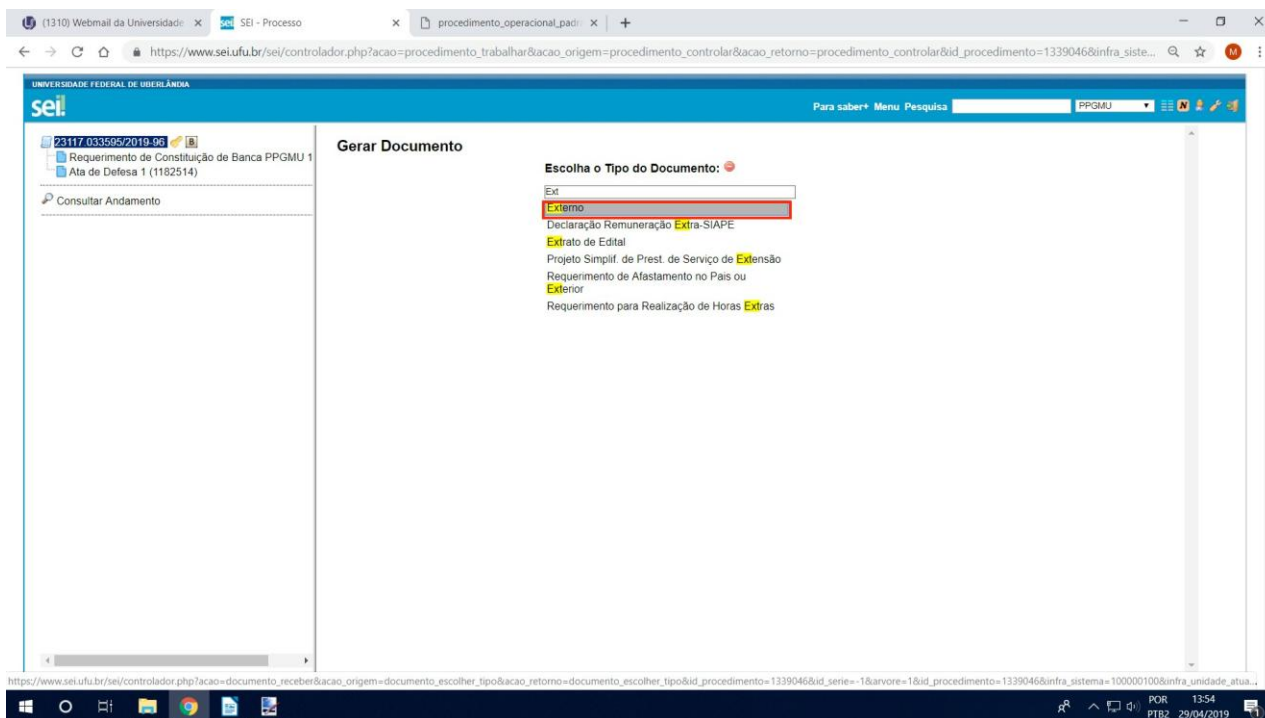 (1310) Webmail da Universidade
SEI - Processo
procedimento_operacional_padr
https://www.sei.ufu.br/sei/controlador.php?acao=procedimento_trabalhar&acao_origem=procedimento_controlar&acao_retorno=procedimento_controlar&id_procedimento=1339046&infra_siste...
M
UNIVERSIDADE FEDERAL DE UBERLÂNDIA
sei!
Para saber+ Menu Pesquisa
PPGMU
N
23117.033595/2019-96
B
Requerimento de Constituição de Banca PPGMU 1
Ata de Defesa 1 (1182514)
Consultar Andamento
Gerar Documento
Escolha o Tipo do Documento:
Ext
Externo
Declaração Remuneração Extra-SIAPE
Extrato de Edital
Projeto Simplif. de Prest. de Serviço de Extensão
Requerimento de Afastamento no Pais ou
Exterior
Requerimento para Realização de Horas Extras
https://www.sei.ufu.br/sei/controlador.php?acao=documento_receber&acao_origem=documento_escolher_tipo&acao_retorno=documento_escolher_tipo&id_procedimento=1339046&id_serie=-1&arvore=1&id_procedimento=1339046&infra_sistema=100000100&infra_unidade_atua...
POR
PTB2
13:54
29/04/2019
1